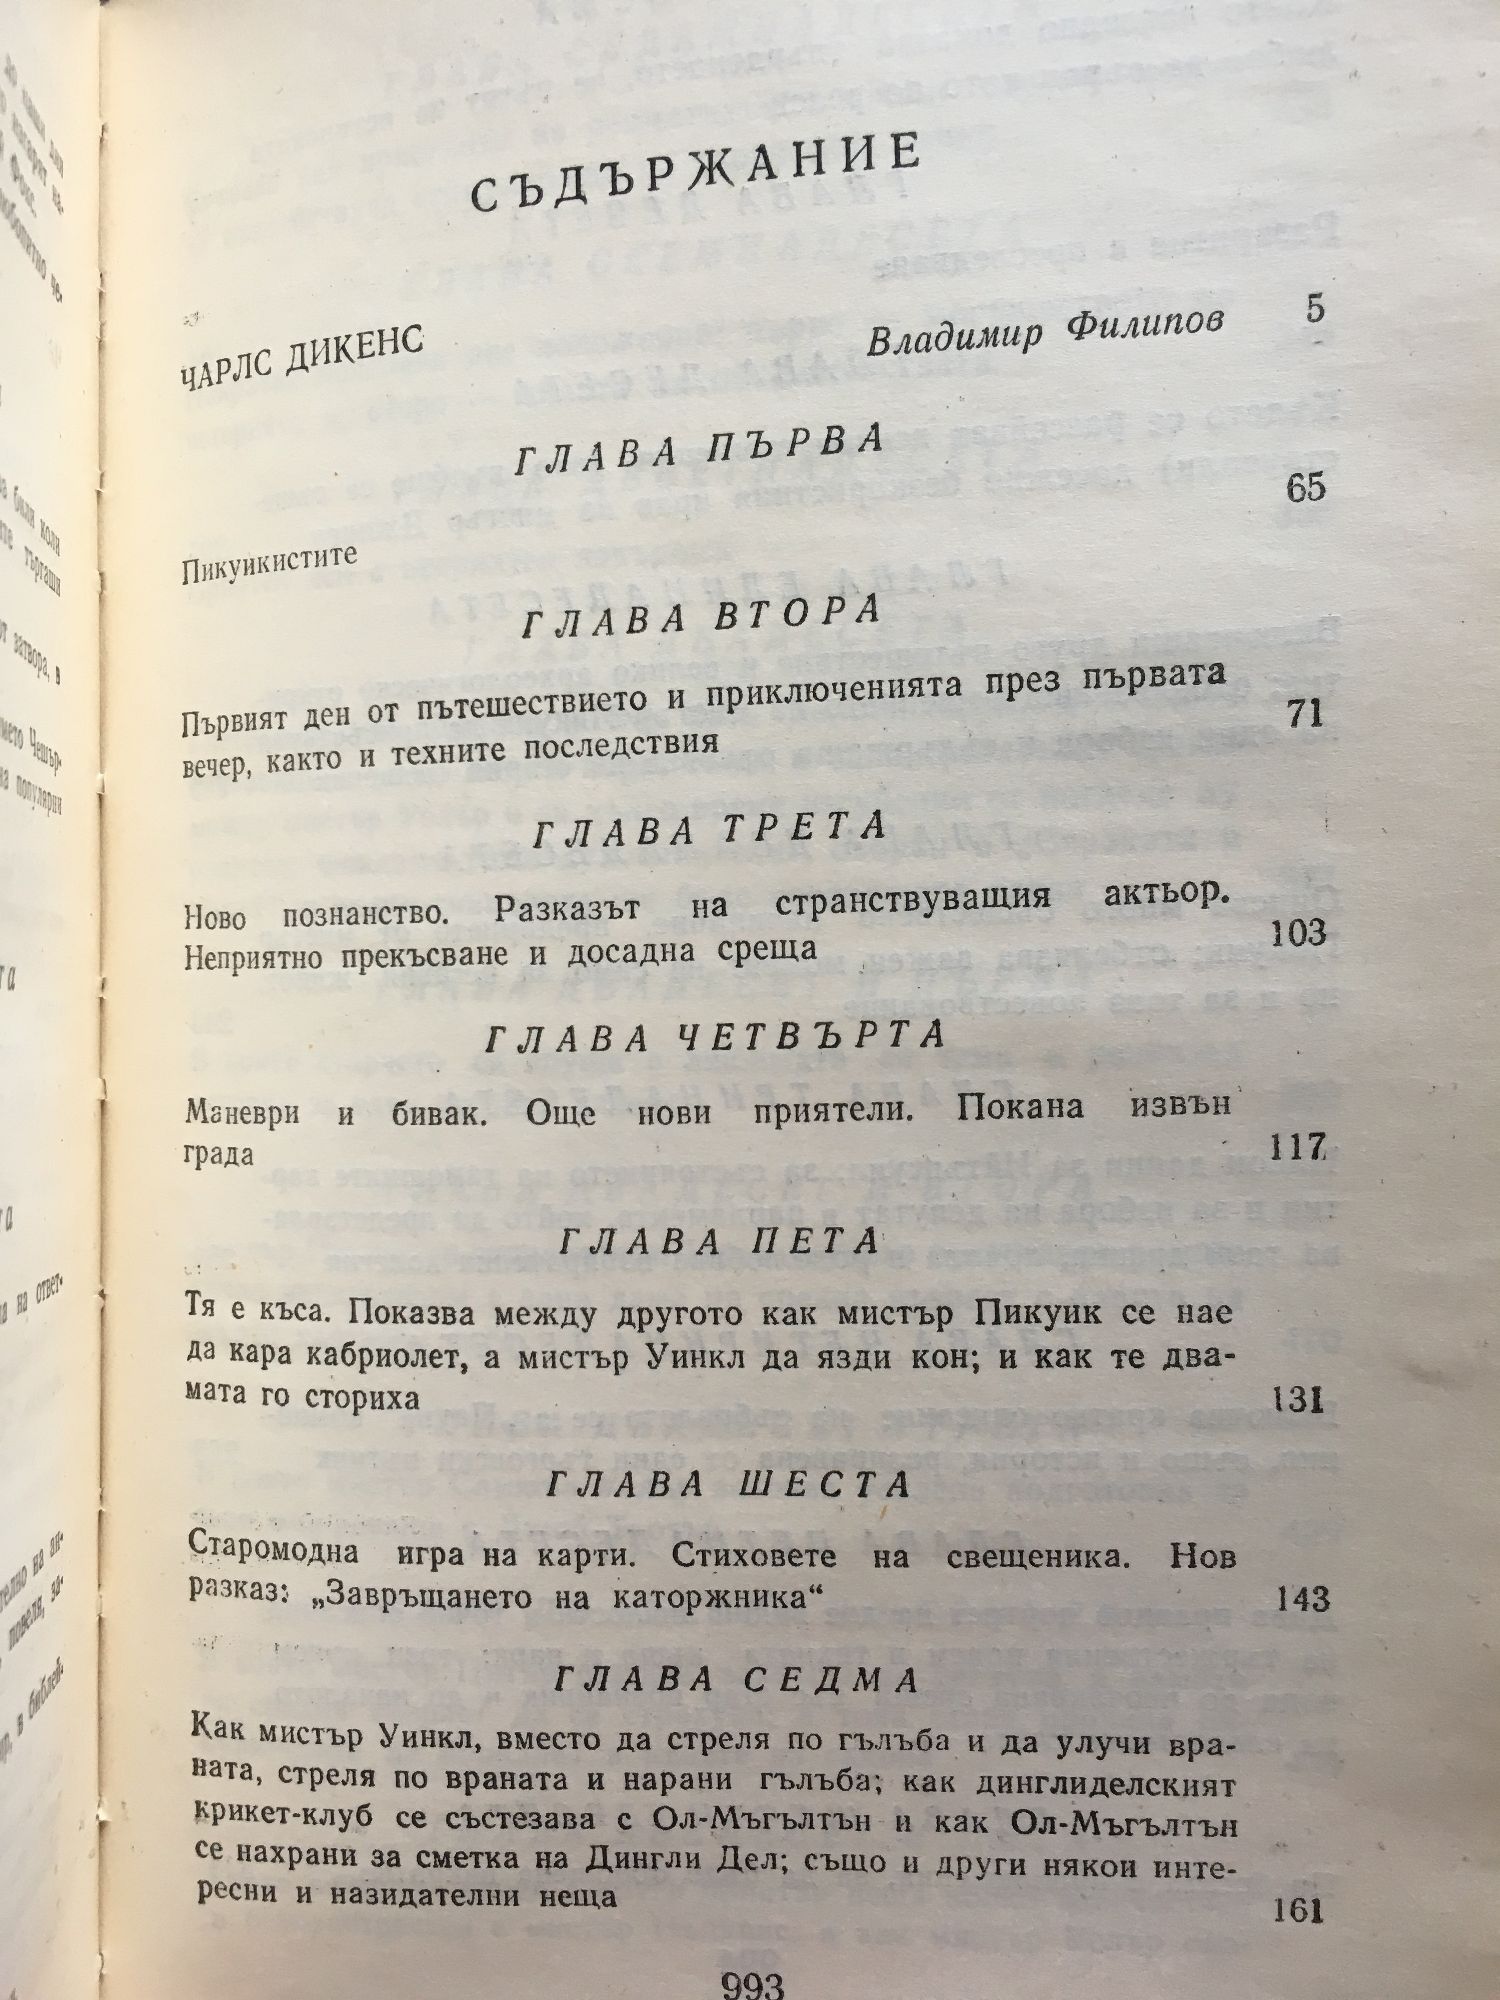 СЪДЪРЖАНИЕ
ЧАРЛС ДИКЕНС Владимир Филипов 5
ГЛАВА ПЪРВА
Пикуикистите 65
ГЛАВА ВТОРА
Първият ден от пътешествието и приключенията през първата
вечер, както и техните последствия 71
ГЛАВА ТРЕТА
Ново познанство. Разказът на странствуващия актьор.
Неприятно прекъсване и досадна среща 103
ГЛАВА ЧЕТВЪРТА
Маневри и бивак. Още нови приятели. Покана извън
града 117
ГЛАВА ПЕТА
Тя е къса. Показва между другото как мистър Пикуик се нае
да кара кабриолет, а мистър Уинкл да язди кон; и как те два-
мата го сториха 131
ГЛАВА ШЕСТА
Старомодна игра на карти. Стиховете на свещеника. Нов
разказ: „Завръщането на каторжника“ 143
ГЛАВА СЕДМА
Как мистър Уинкл, вместо да стреля по гълъба и да улучи вра-
ната, стреля по враната и нарани гълъба; как динглиделският
крикет-клуб се състезава с Ол-Мъгълтън и как Ол-Мъгълтън
се нахрани за сметка на Дингли Дел; също и други някои инте-
ресни и назидателни неща 161
993